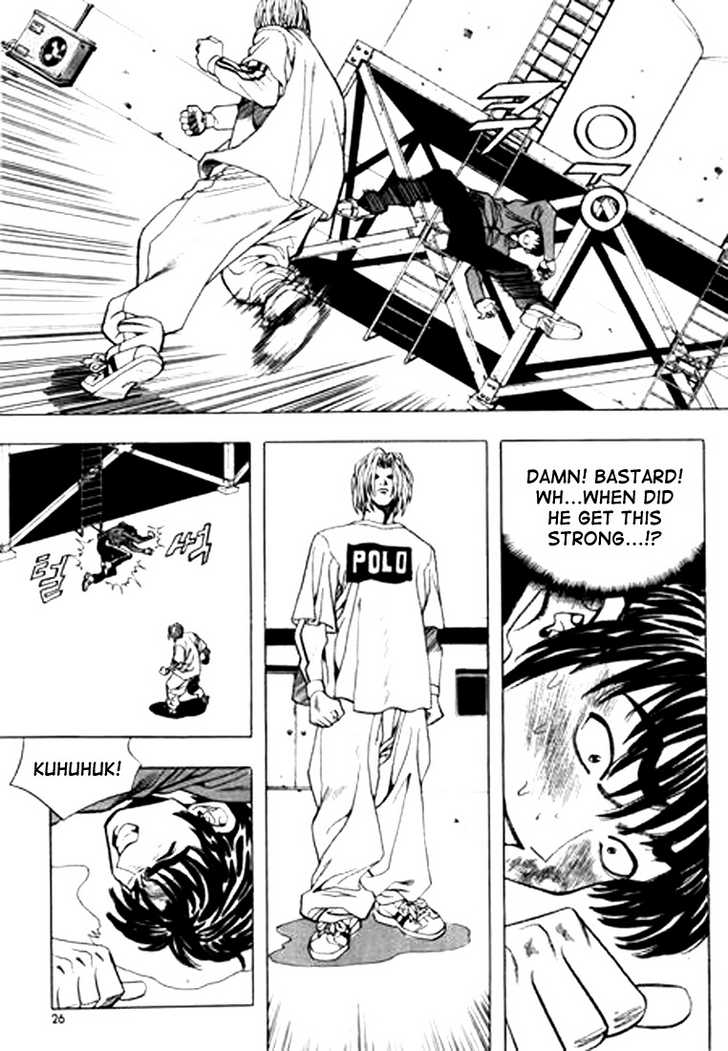 DAMN! BASTARD!
WH...WHEN DID
HE GET THIS
STRONG...!?
POLO
KUHUHUK!
26